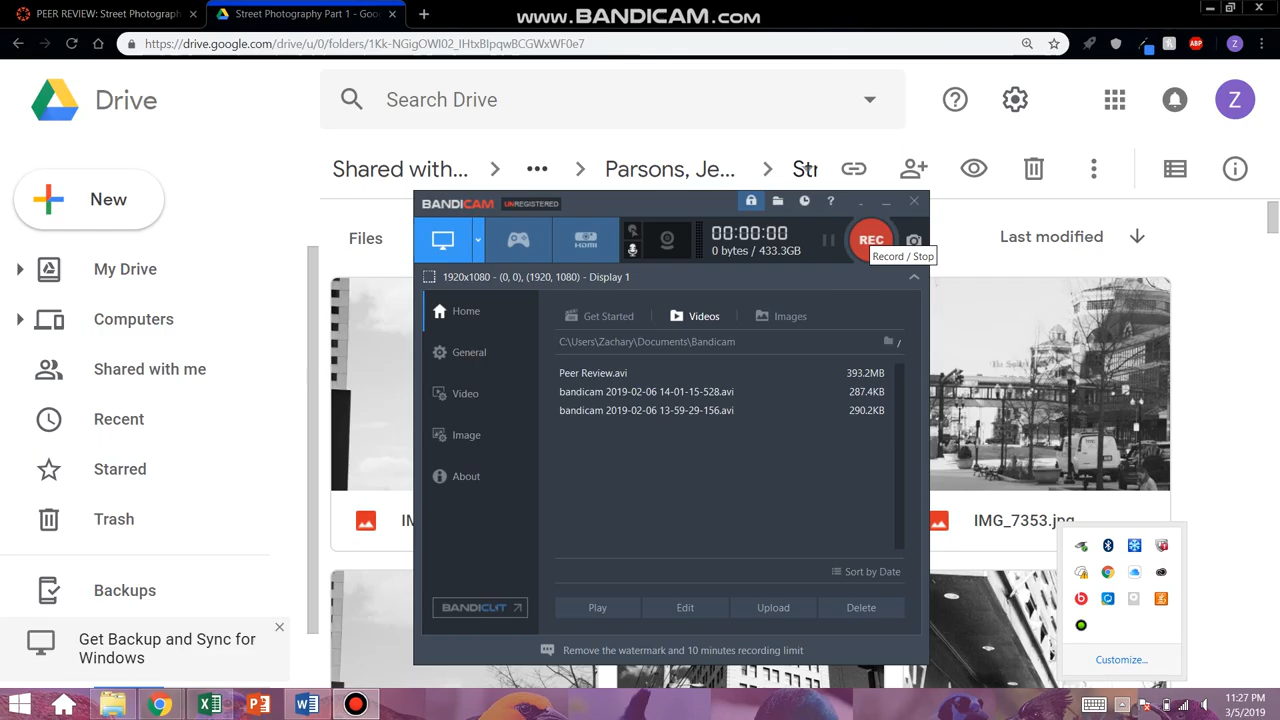 PEER REVIEW: Street Photograph
Street Photography Part 1 - Goo
www.BANDICAM.com
https://drive.google.com/drive/u/0/folders/1Kk-NGigOWI02_IHtxBIpqwBCGWxWF0e7
ABP
Z
Drive
Search Drive
Z
New
Shared with...
Parsons, Je...
Str
My Drive
Computers
Shared with me
Recent
Starred
Trash
Backups
Get Backup and Sync for
Windows
Files
Last modified
BANDICAM UNREGISTERED
HDMI
00:00:00
0 bytes / 433.3GB
REC
Record / Stop
1920x1080 - (0, 0), (1920, 1080) - Display 1
Home
General
Video
Image
About
BANDICUT
Get Started
Videos
Images
C:\Users\Zachary\Documents\Bandicam
/
Peer Review.avi 393.2MB
bandicam 2019-02-06 14-01-15-528.avi 287.4KB
bandicam 2019-02-06 13-59-29-156.avi 290.2KB
Sort by Date
Play Edit Upload Delete
Remove the watermark and 10 minutes recording limit
IM
IMG_7353.jpg
Customize...
11:27 PM
3/5/2019